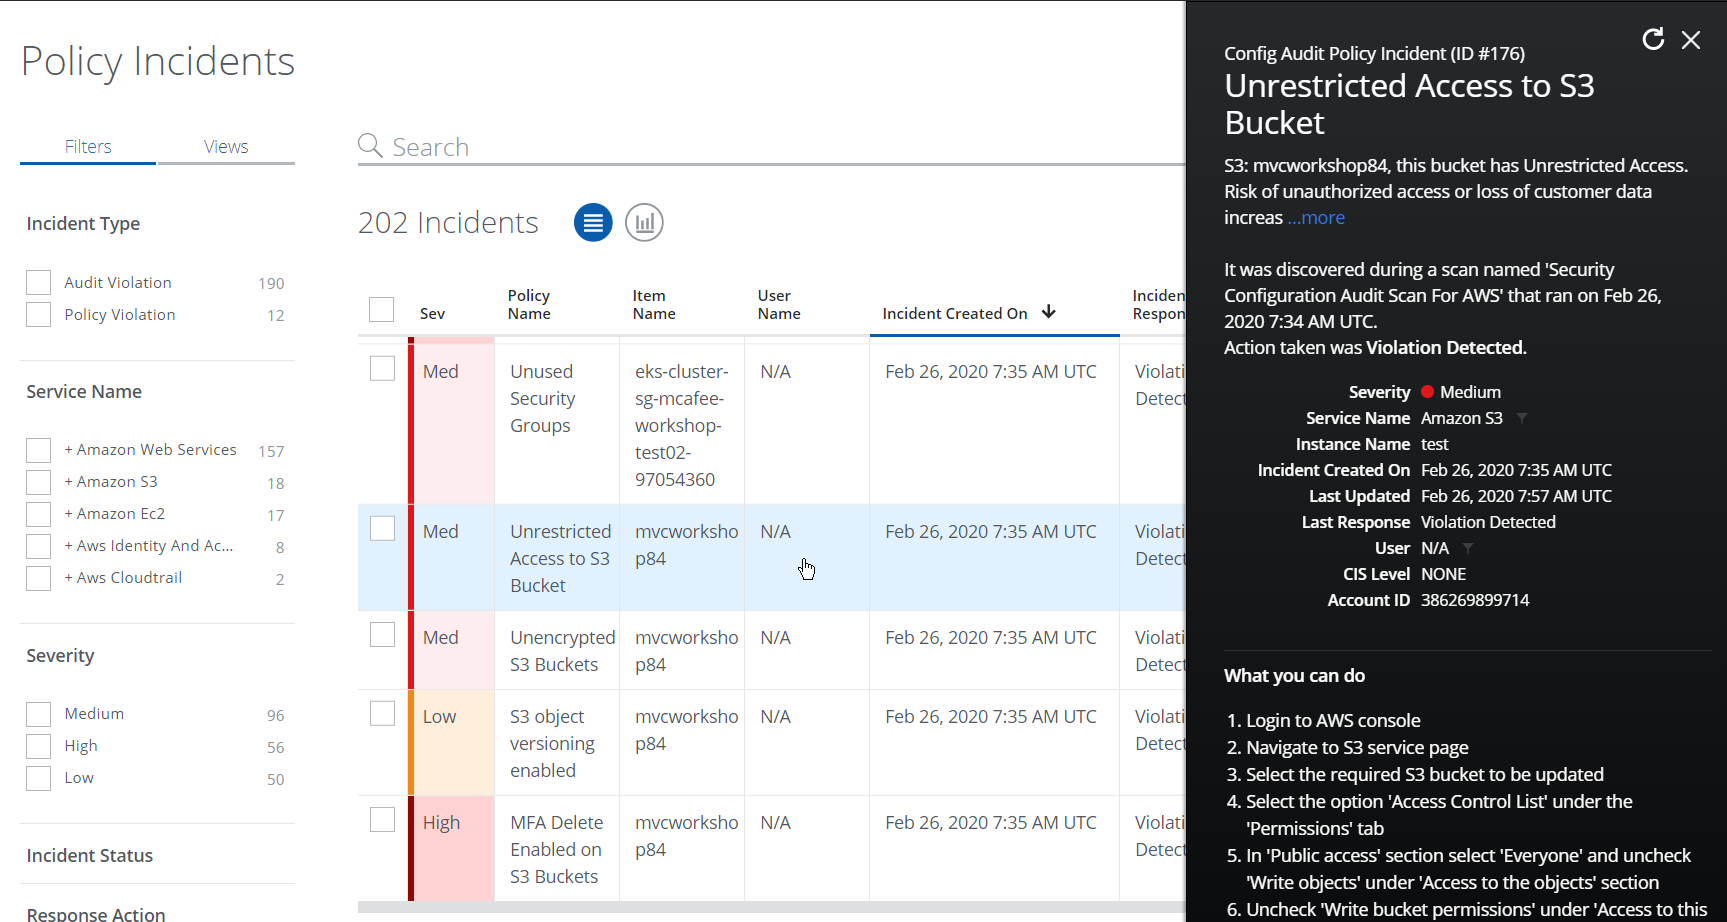 Policy Incidents
Filters
Views
Incident Type
Audit Violation 190
Policy Violation 12
Service Name
+ Amazon Web Services 157
+ Amazon S3 18
+ Amazon Ec2 17
+ Aws Identity And Ac... 8
+ Aws Cloudtrail 2
Severity
Medium 96
High 56
Low 50
Incident Status
Response Action
Search
202 Incidents
Sev
Policy
Name
Item
Name
User
Name
Incident Created On
Inciden
Respon
Med
Unused
Security
Groups
eks-cluster-
sg-mcafee-
workshop-
test02-
97054360
N/A
Feb 26, 2020 7:35 AM UTC
Violati
Detect
Med
Unrestricted
Access to S3
Bucket
mvcworksho
p84
N/A
Feb 26, 2020 7:35 AM UTC
Violati
Detect
Med
Unencrypted
S3 Buckets
mvcworksho
p84
N/A
Feb 26, 2020 7:35 AM UTC
Violati
Detect
Low
S3 object
versioning
enabled
mvcworksho
p84
N/A
Feb 26, 2020 7:35 AM UTC
Violati
Detect
High
MFA Delete
Enabled on
S3 Buckets
mvcworksho
p84
N/A
Feb 26, 2020 7:35 AM UTC
Violati
Detect
Config Audit Policy Incident (ID #176)
Unrestricted Access to S3
Bucket
S3: mvcworkshop84, this bucket has Unrestricted Access.
Risk of unauthorized access or loss of customer data
increas ...more
It was discovered during a scan named 'Security
Configuration Audit Scan For AWS' that ran on Feb 26,
2020 7:34 AM UTC.
Action taken was Violation Detected.
Severity Medium
Service Name Amazon S3
Instance Name test
Incident Created On Feb 26, 2020 7:35 AM UTC
Last Updated Feb 26, 2020 7:57 AM UTC
Last Response Violation Detected
User N/A
CIS Level NONE
Account ID 386269899714
What you can do
1. Login to AWS console
2. Navigate to S3 service page
3. Select the required S3 bucket to be updated
4. Select the option 'Access Control List' under the
'Permissions' tab
5. In 'Public access' section select 'Everyone' and uncheck
'Write objects' under 'Access to the objects' section
6. Uncheck 'Write bucket permissions' under 'Access to this